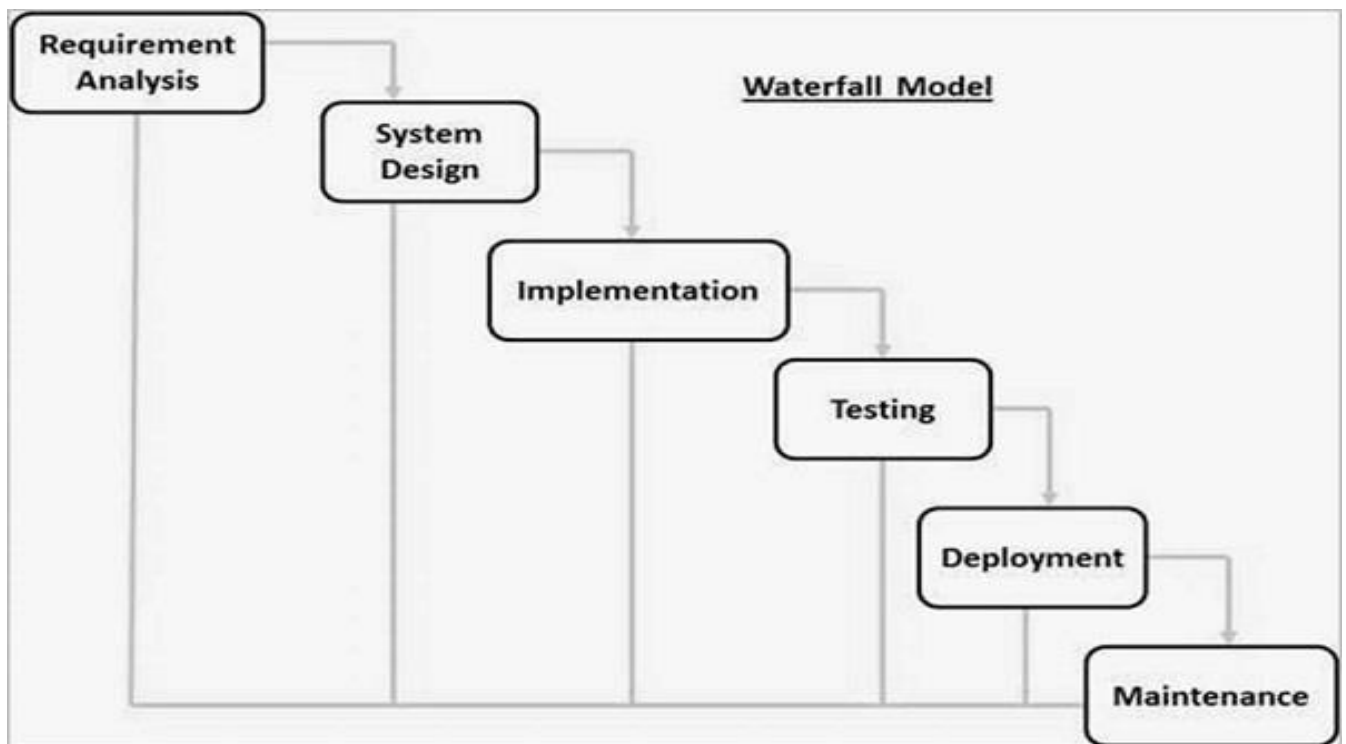 Requirement
Analysis
Waterfall Model
System
Design
Implementation
Testing
Deployment
Maintenance